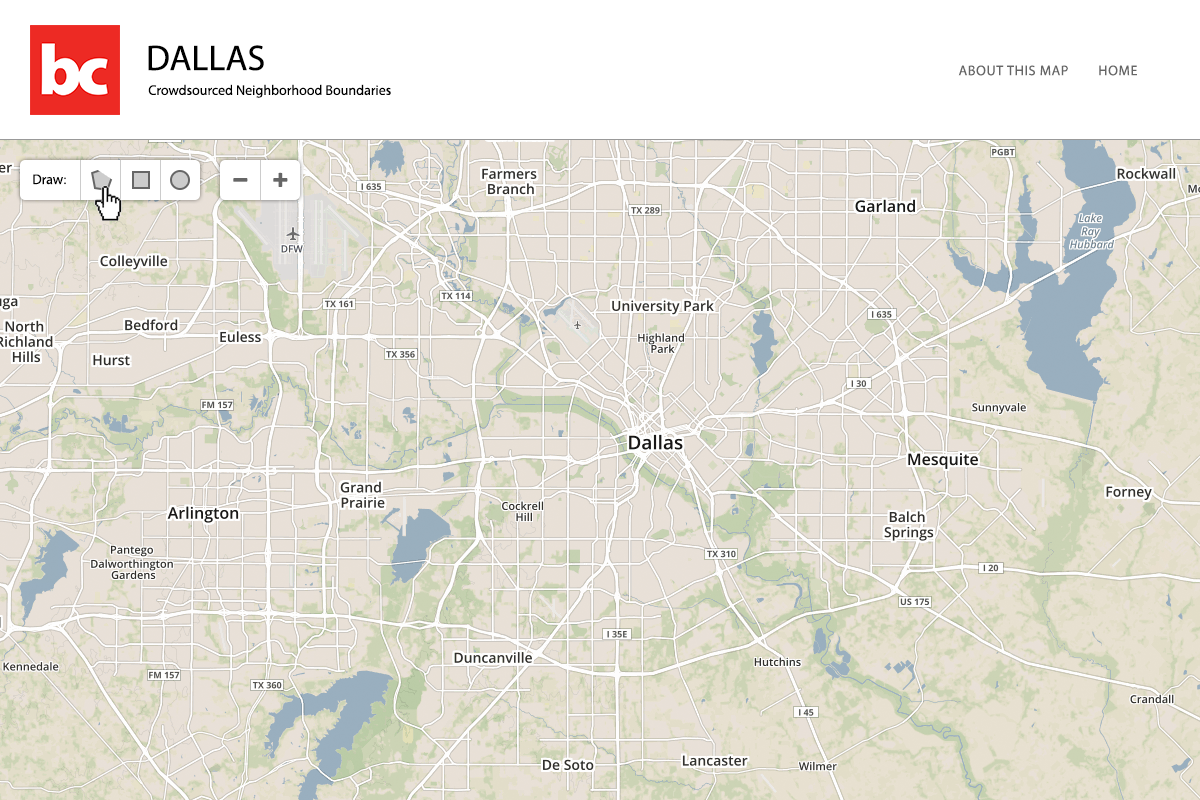 bc
DALLAS
Crowdsourced Neighborhood Boundaries
ABOUT THIS MAP
HOME
Draw:
I 635
Farmers
Branch
PGBT
Rockwall
TX 289
Garland
Lake
Ray
Hubbard
DFW
Colleyville
TX 161
TX 114
University Park
I 635
North
Richland
Hills
Bedford
Euless
Highland
Park
Hurst
TX 356
I 30
FM 157
Sunnyvale
Dallas
Mesquite
Grand
Prairie
Forney
Arlington
Cockrell
Hill
Balch
Springs
Pantego
Dalworthington
Gardens
TX 310
I 20
US 175
I 35E
Duncanville
Hutchins
Kennedale
FM 157
TX 360
Crandall
I 45
De Soto
Lancaster
Wilmer